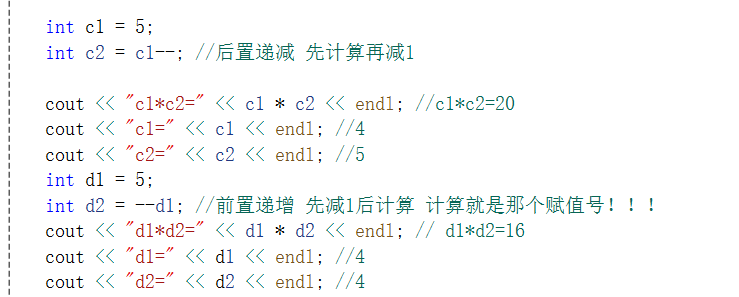 int c1 = 5;
int c2 = c1--; //后置递减 先计算再减1
cout << "c1*c2=" << c1 * c2 << endl; //c1*c2=20
cout << "c1=" << c1 << endl; //4
cout << "c2=" << c2 << endl; //5
int d1 = 5;
int d2 = --d1; //前置递增 先减1后计算 计算就是那个赋值号！！！
cout << "d1*d2=" << d1 * d2 << endl; // d1*d2=16
cout << "d1=" << d1 << endl; //4
cout << "d2=" << d2 << endl; //4